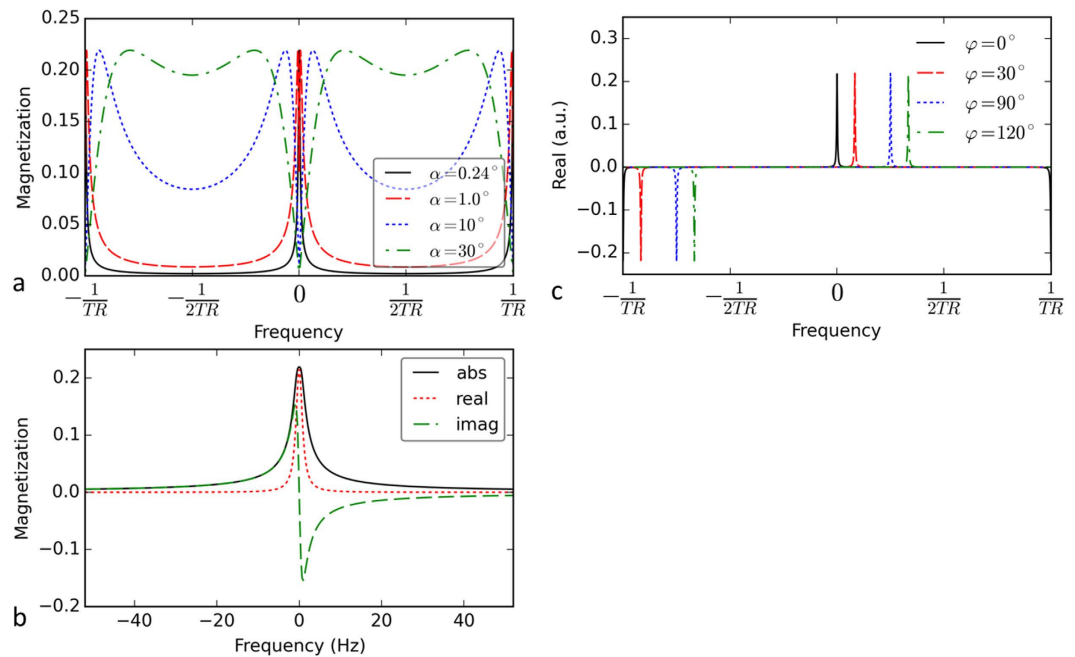 0.25
0.20
0.15
0.10
0.05
0.00
Magnetization
α=0.24°
α=1.0°
α=10°
α=30°
a
−1/TR
−1/2TR
0
1/2TR
1/TR
Frequency
0.2
0.1
0.0
−0.1
−0.2
Magnetization
abs
real
imag
b
−40
−20
0
20
40
Frequency (Hz)
0.3
0.2
0.1
0.0
−0.1
−0.2
Real (a.u.)
φ=0°
φ=30°
φ=90°
φ=120°
c
−1/TR
−1/2TR
0
1/2TR
1/TR
Frequency